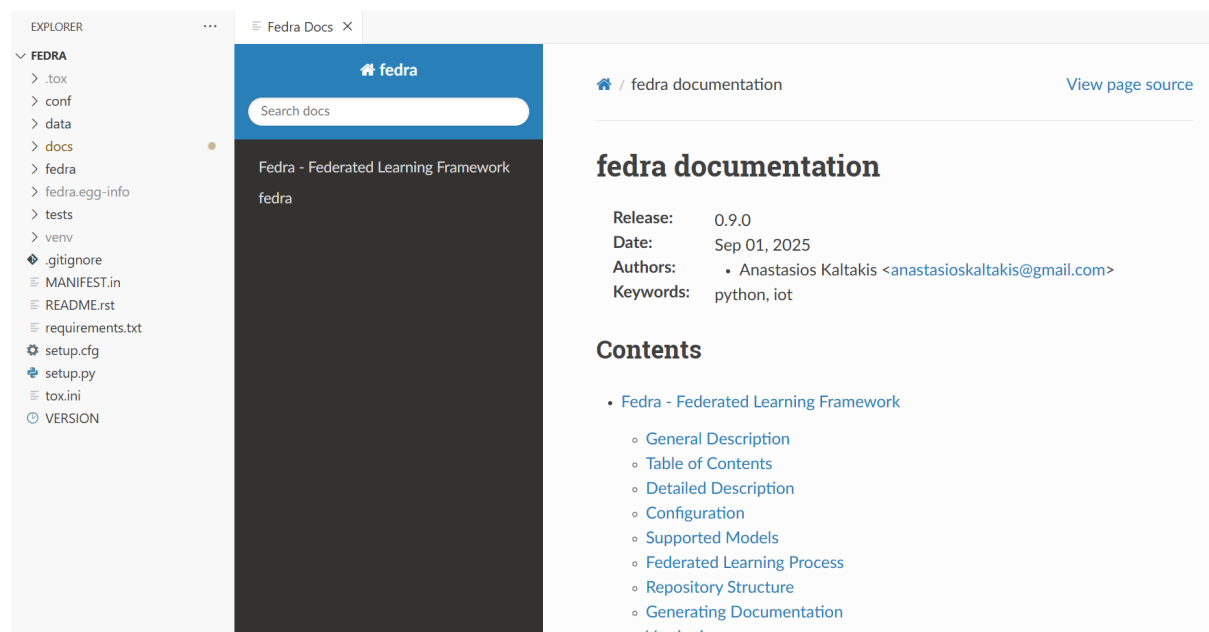 EXPLORER
FEDRA
.tox
conf
data
docs
fedra
fedra.egg-info
tests
venv
.gitignore
MANIFEST.in
README.rst
requirements.txt
setup.cfg
setup.py
tox.ini
VERSION
Fedra Docs
fedra
Search docs
Fedra - Federated Learning Framework
fedra
/ fedra documentation
View page source
fedra documentation
Release: 0.9.0
Date: Sep 01, 2025
Authors: • Anastasios Kaltakis <anastasioskaltakis@gmail.com>
Keywords: python, iot
Contents
• Fedra - Federated Learning Framework
◦ General Description
◦ Table of Contents
◦ Detailed Description
◦ Configuration
◦ Supported Models
◦ Federated Learning Process
◦ Repository Structure
◦ Generating Documentation